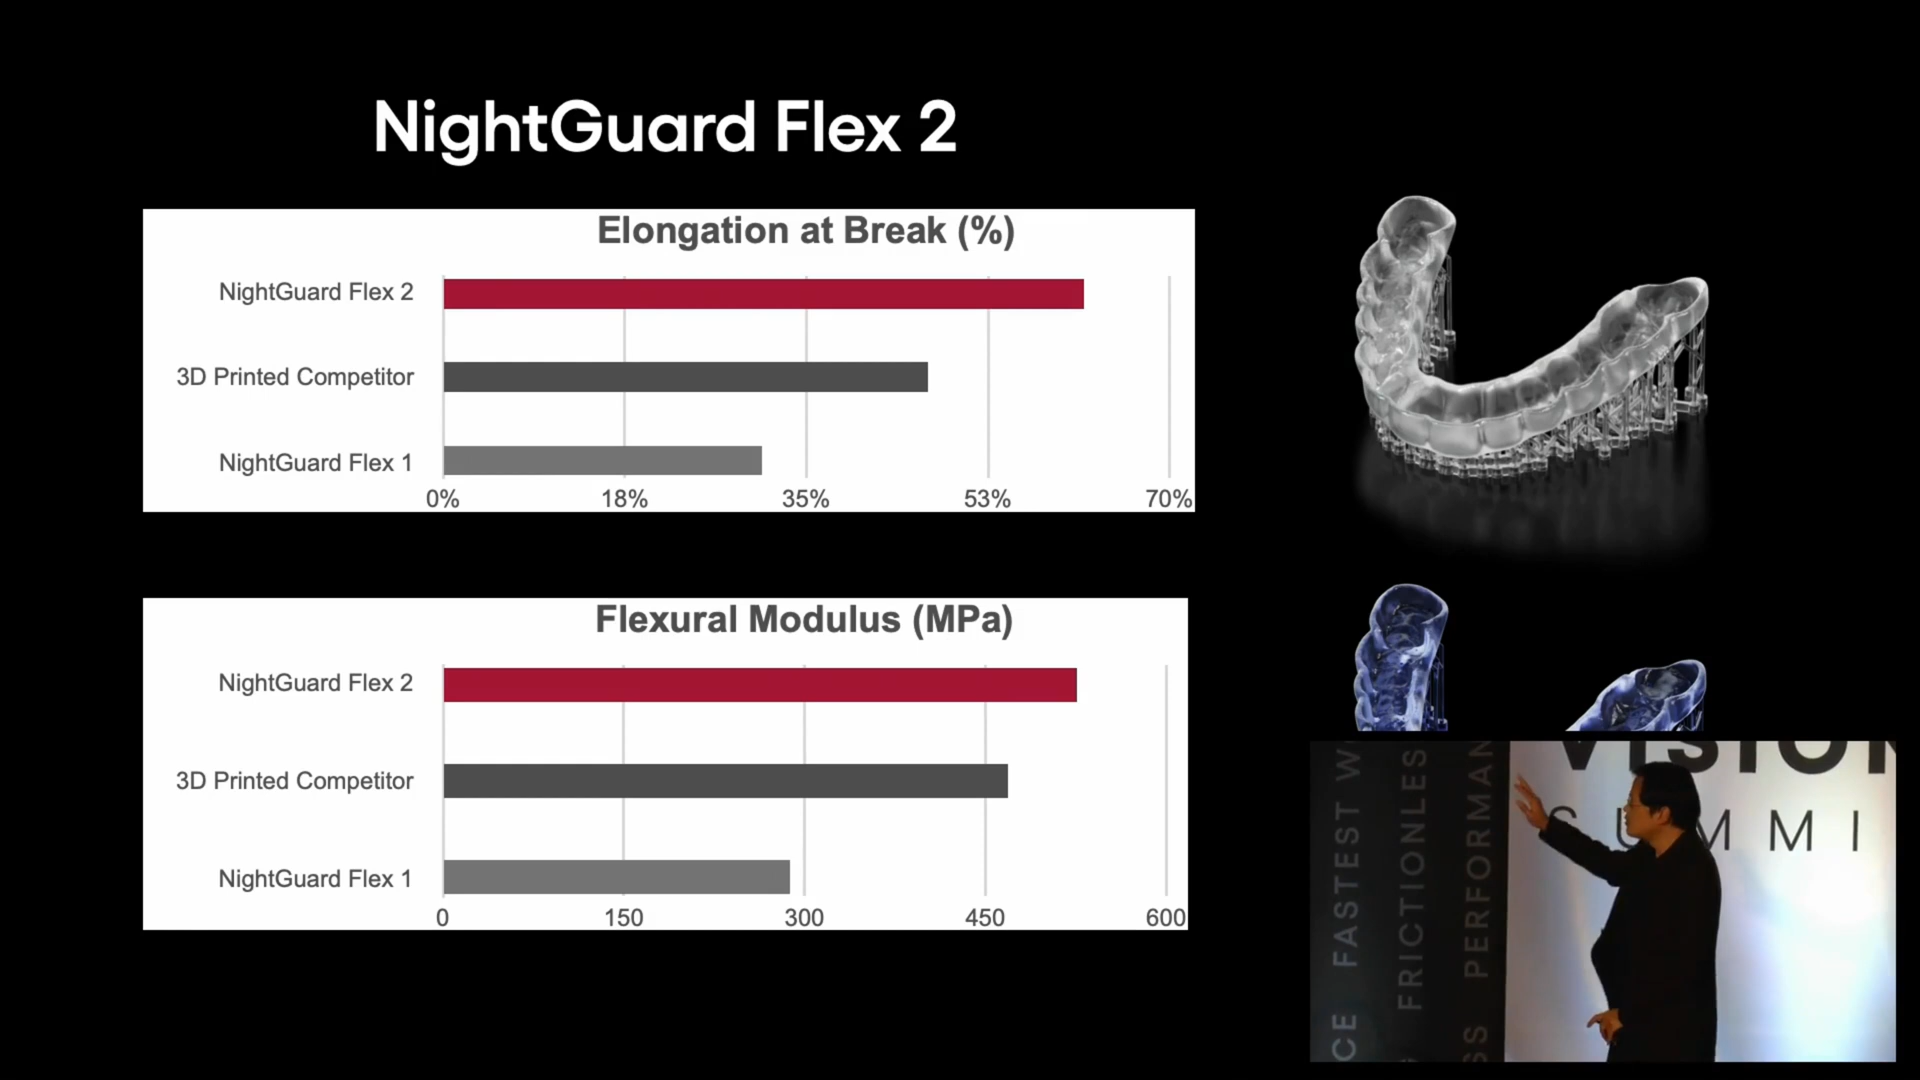 NightGuard Flex 2
Elongation at Break (%)
NightGuard Flex 2
3D Printed Competitor
NightGuard Flex 1
0% 18% 35% 53% 70%
Flexural Modulus (MPa)
NightGuard Flex 2
3D Printed Competitor
NightGuard Flex 1
0 150 300 450 600
FASTEST
FRICTIONLES
PERFORMAN
VISION
SUMMI